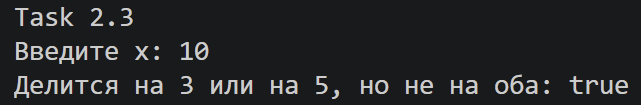 Task 2.3
Введите x: 10
Делится на 3 или на 5, но не на оба: true